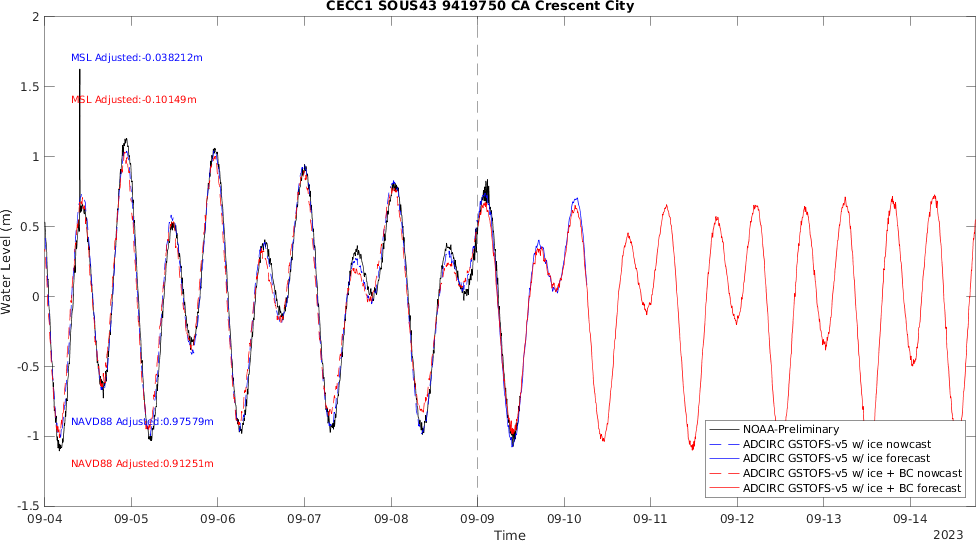 CECC1 SOUS43 9419750 CA Crescent City
2
1.5
1
0.5
0
-0.5
-1
-1.5
Water Level (m)
MSL Adjusted:-0.038212m
MSL Adjusted:-0.10149m
NAVD88 Adjusted:0.97579m
NAVD88 Adjusted:0.91251m
NOAA-Preliminary
ADCIRC GSTOFS-v5 w/ ice nowcast
ADCIRC GSTOFS-v5 w/ ice forecast
ADCIRC GSTOFS-v5 w/ ice + BC nowcast
ADCIRC GSTOFS-v5 w/ ice + BC forecast
09-04 09-05 09-06 09-07 09-08 09-09 09-10 09-11 09-12 09-13 09-14
Time
2023